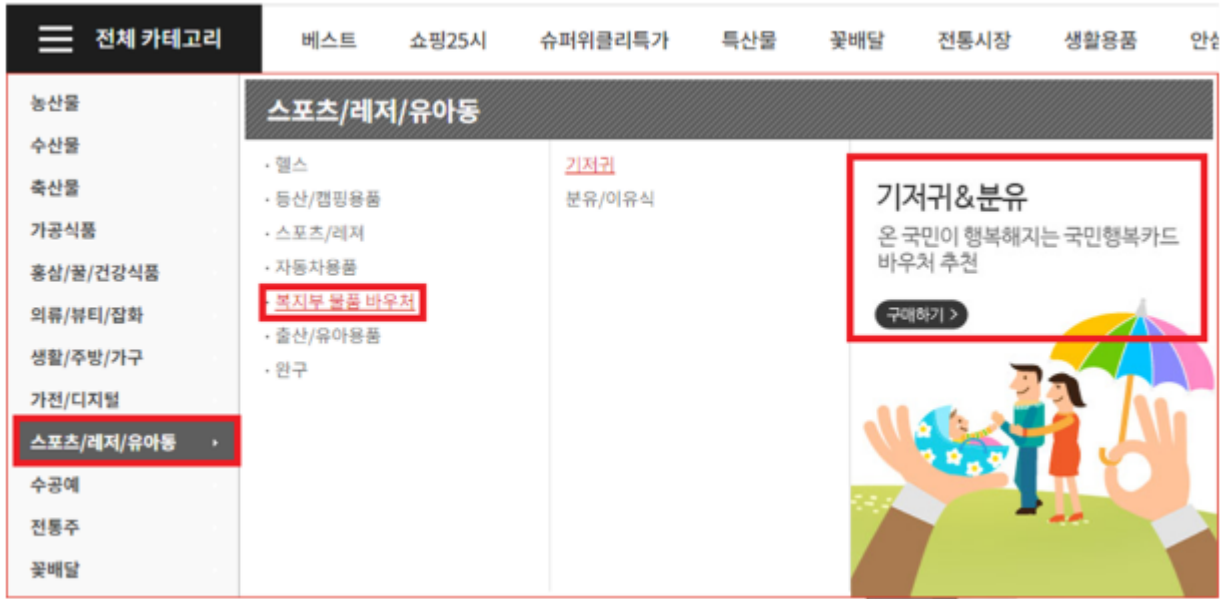 전체 카테고리
베스트 쇼핑25시 슈퍼위클리특가 특산물 꽃배달 전통시장 생활용품
농산물
수산물
축산물
가공식품
홍삼/꿀/건강식품
의류/뷰티/잡화
생활/주방/가구
가전/디지털
스포츠/레저/유아동
수공예
전통주
꽃배달
스포츠/레저/유아동
· 헬스
· 등산/캠핑용품
· 스포츠/레져
· 자동차용품
· 복지부 물품 바우처
· 출산/유아용품
· 완구
기저귀
분유/이유식
기저귀&분유
온 국민이 행복해지는 국민행복카드
바우처 추천
구매하기 >